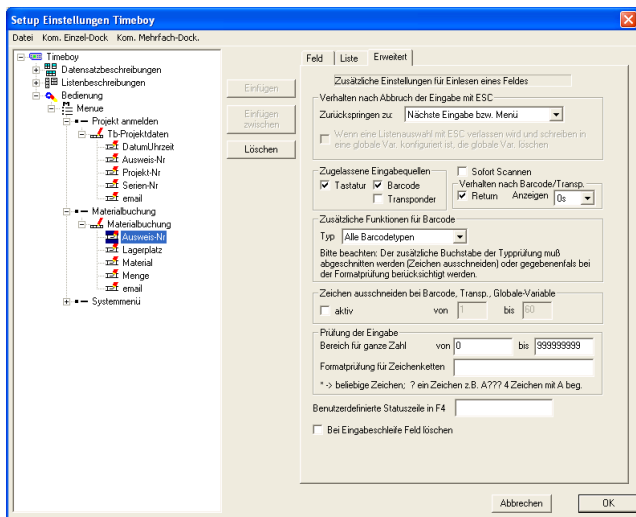 Setup Einstellungen Timeboy
Datei Kom. Einzel-Dock Kom. Mehrfach-Dock.
Timeboy
Datensatzbeschreibungen
Listenbeschreibungen
Bedienung
Menue
Projekt anmelden
Tb-Projektdaten
DatumUhrzeit
Ausweis-Nr
Projekt-Nr
Serien-Nr
email
Materialbuchung
Materialbuchung
Ausweis-Nr
Lagerplatz
Material
Menge
email
Systemmenü
Einfügen
Einfügen
zwischen
Löschen
Feld Liste Erweitert
Zusätzliche Einstellungen für Einlesen eines Feldes
Verhalten nach Abbruch der Eingabe mit ESC
Zurückspringen zu: Nächste Eingabe bzw. Menü
Wenn eine Listenauswahl mit ESC verlassen wird und schreiben in
eine globale Var. konfiguriert ist, die globale Var. löschen
Zugelassene Eingabequellen
Tastatur Barcode
Transponder
Sofort Scannen
Verhalten nach Barcode/Transp.
Return Anzeigen 0s
Zusätzliche Funktionen für Barcode
Typ Alle Barcodetypen
Bitte beachten: Der zusätzliche Buchstabe der Typprüfung muß
abgeschnitten werden (Zeichen ausschneiden) oder gegebenenfalls bei
der Formatprüfung berücksichtigt werden.
Zeichen ausschneiden bei Barcode, Transp., Globale-Variable
aktiv von 1 bis 60
Prüfung der Eingabe
Bereich für ganze Zahl von 0 bis 999999999
Formatprüfung für Zeichenketten
* -> beliebige Zeichen; ? ein Zeichen z.B. A??? 4 Zeichen mit A beg.
Benutzerdefinierte Statuszeile in F4
Bei Eingabeschleife Feld löschen
Abbrechen OK